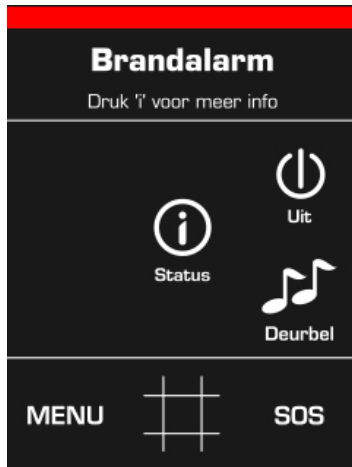 Brandalarm
Druk 'i' voor meer info
Uit
Status
Deurbel
MENU
SOS